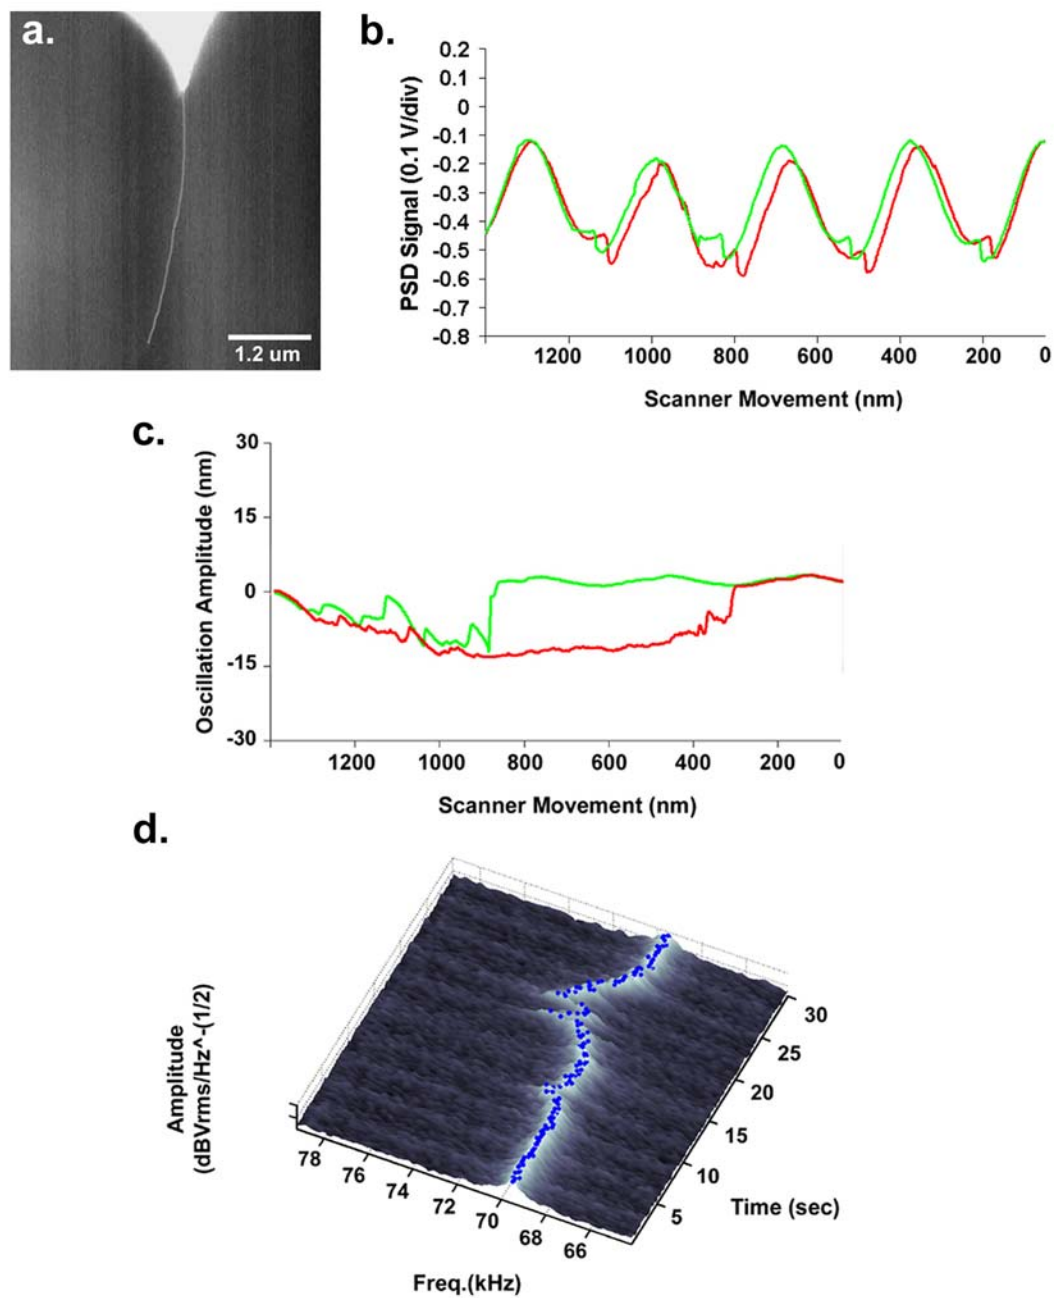 a.
1.2 um
b.
PSD Signal (0.1 V/div)
0.2
0.1
0
-0.1
-0.2
-0.3
-0.4
-0.5
-0.6
-0.7
-0.8
1200 1000 800 600 400 200 0
Scanner Movement (nm)
c.
Oscillation Amplitude (nm)
30
15
0
-15
-30
1200 1000 800 600 400 200 0
Scanner Movement (nm)
d.
Amplitude
(dBVrms/Hz^-(1/2)
78 76 74 72 70 68 66
Freq.(kHz)
5 10 15 20 25 30
Time (sec)